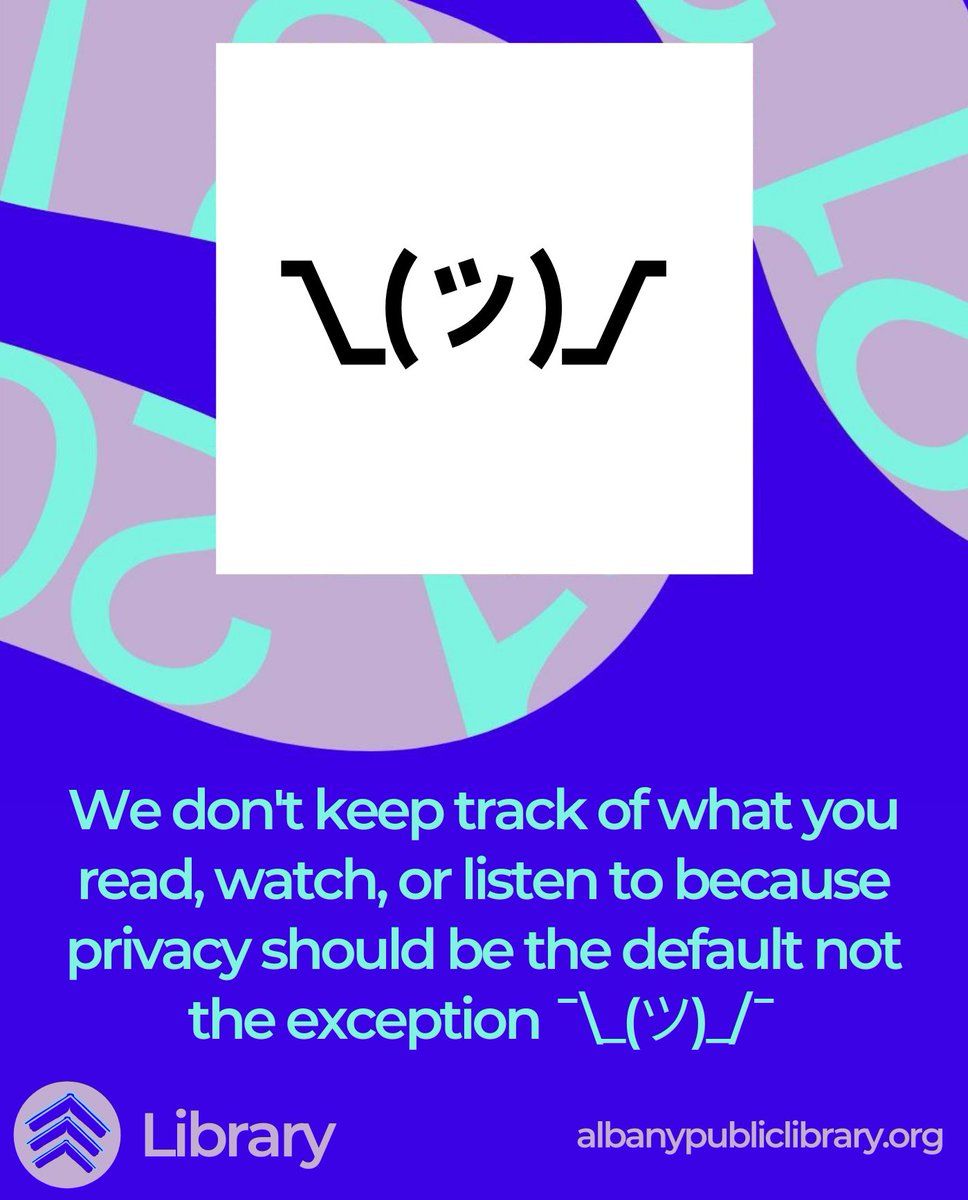 ¯\_(ツ)_/¯
We don't keep track of what you
read, watch, or listen to because
privacy should be the default not
the exception ¯\_(ツ)_/¯
Library
albanypubliclibrary.org